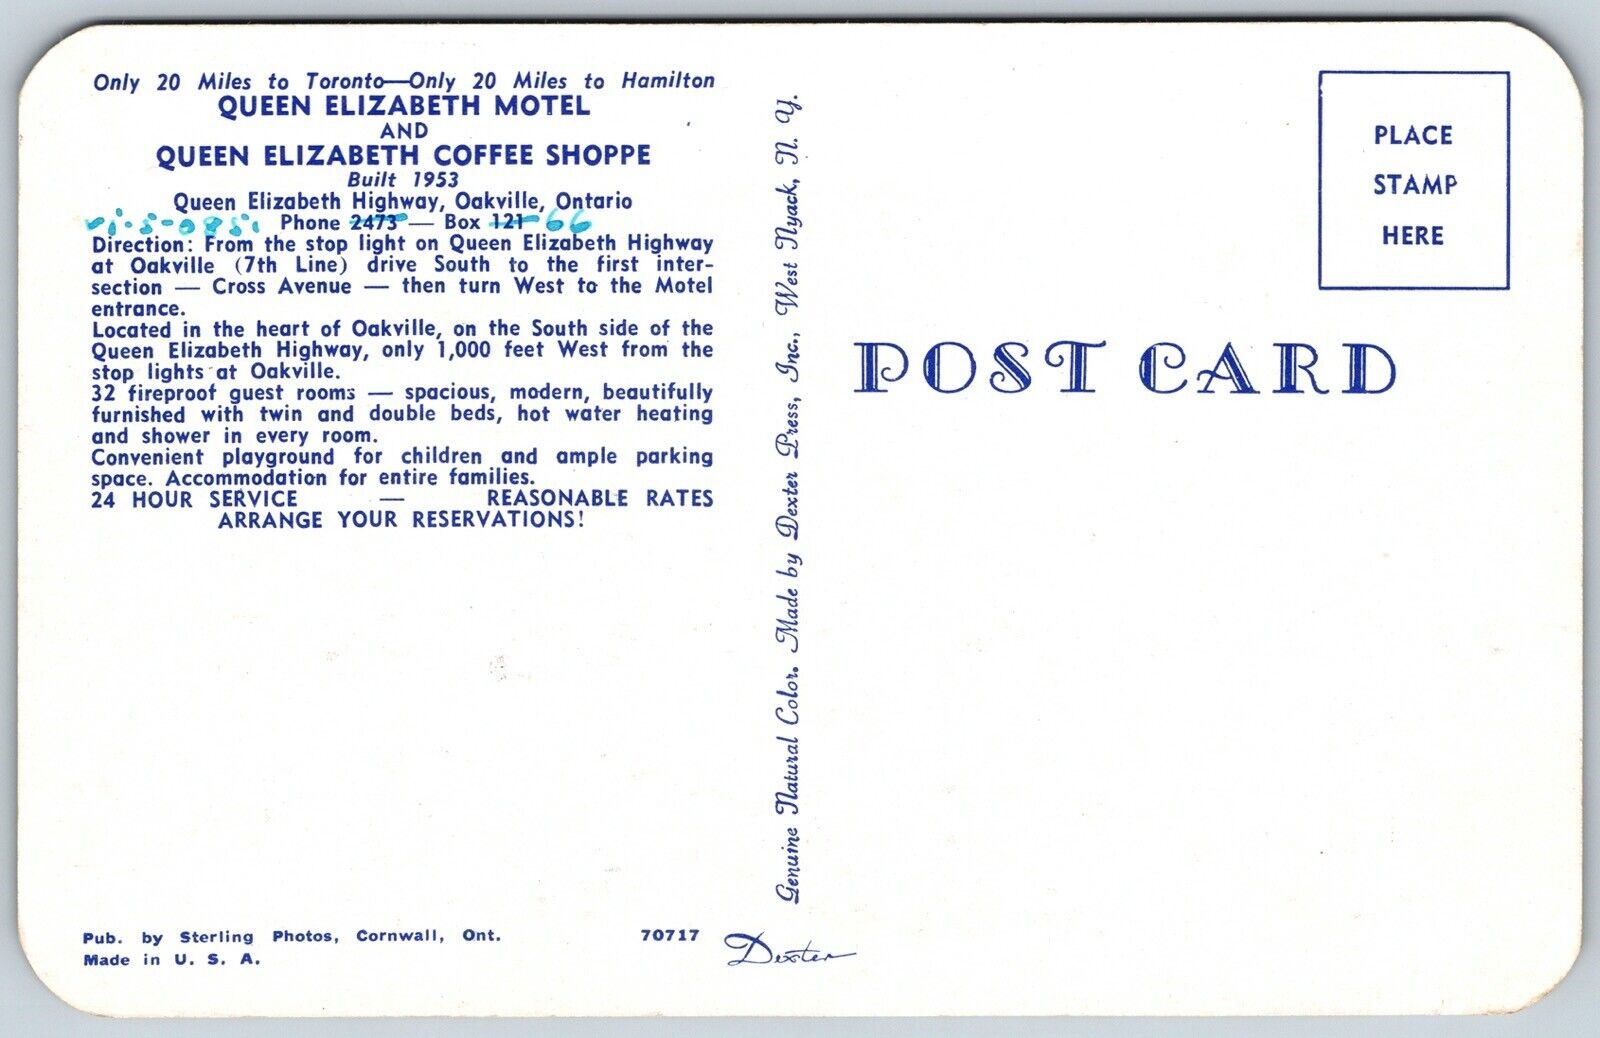 Only 20 Miles to Toronto—Only 20 Miles to Hamilton
QUEEN ELIZABETH MOTEL
AND
QUEEN ELIZABETH COFFEE SHOPPE
Built 1953
Queen Elizabeth Highway, Oakville, Ontario
Vi-5-0851 Phone 2473 — Box 121 66
Direction: From the stop light on Queen Elizabeth Highway
at Oakville (7th Line) drive South to the first inter-
section — Cross Avenue — then turn West to the Motel
entrance.
Located in the heart of Oakville, on the South side of the
Queen Elizabeth Highway, only 1,000 feet West from the
stop lights at Oakville.
32 fireproof guest rooms — spacious, modern, beautifully
furnished with twin and double beds, hot water heating
and shower in every room.
Convenient playground for children and ample parking
space. Accommodation for entire families.
24 HOUR SERVICE — REASONABLE RATES
ARRANGE YOUR RESERVATIONS!
Pub. by Sterling Photos, Cornwall, Ont. 70717
Made in U. S. A.
Dexter
Genuine Natural Color. Made by Dexter Press, Inc., West Nyack, N. Y.
PLACE
STAMP
HERE
POST CARD